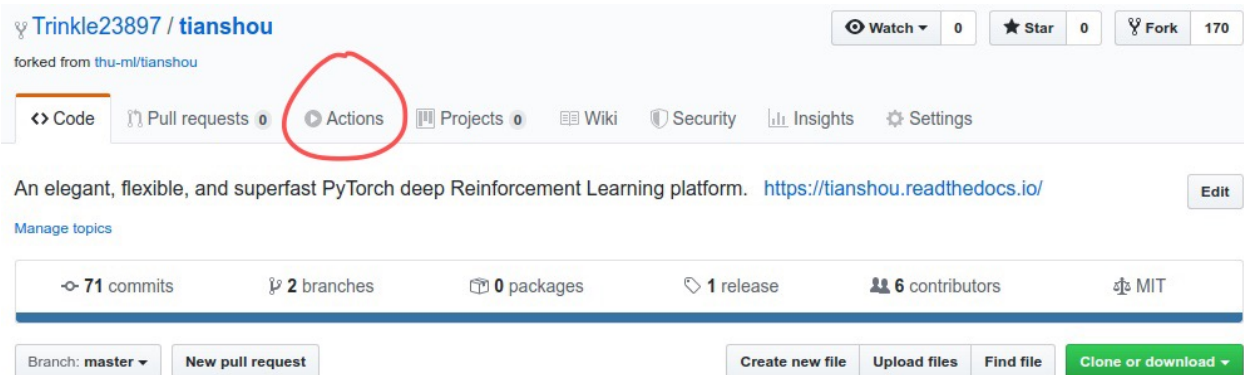 Trinkle23897 / tianshou
Watch 0 Star 0 Fork 170
forked from thu-ml/tianshou
Code Pull requests 0 Actions Projects 0 Wiki Security Insights Settings
An elegant, flexible, and superfast PyTorch deep Reinforcement Learning platform. https://tianshou.readthedocs.io/
Edit
Manage topics
71 commits 2 branches 0 packages 1 release 6 contributors MIT
Branch: master New pull request Create new file Upload files Find file Clone or download